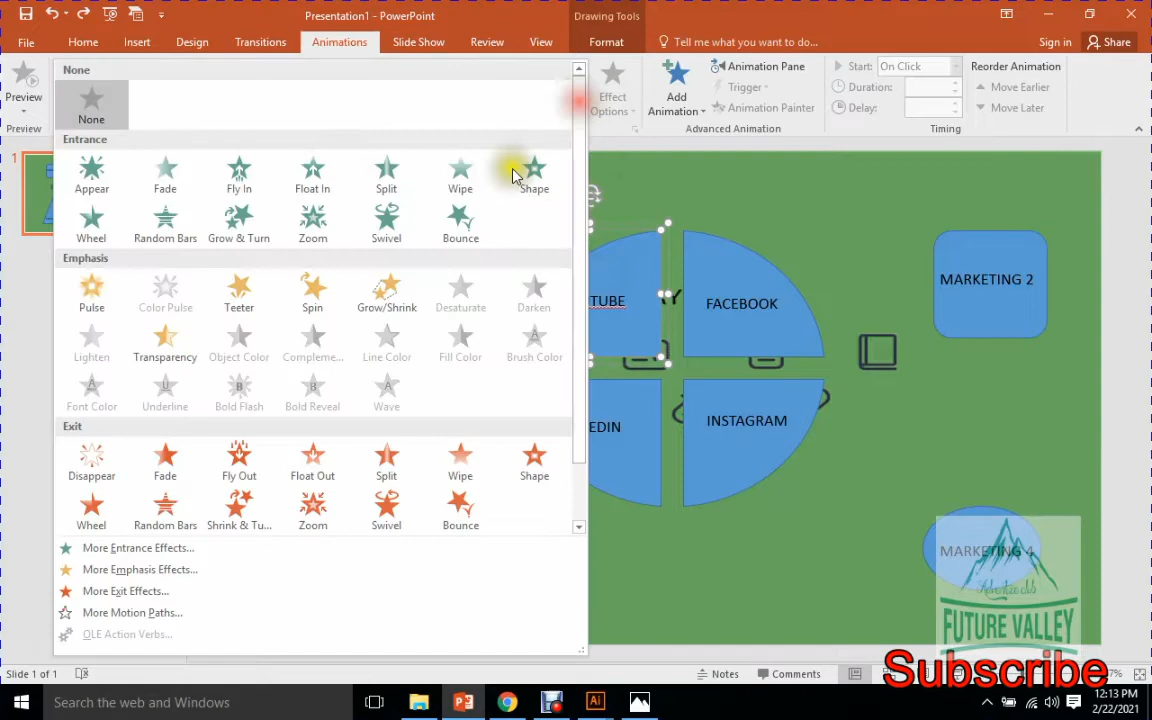 Presentation1 - PowerPoint
Drawing Tools
File Home Insert Design Transitions Animations Slide Show Review View Format Tell me what you want to do... Sign in Share
Preview
Preview
None
None
Entrance
Appear Fade Fly In Float In Split Wipe Shape
Wheel Random Bars Grow & Turn Zoom Swivel Bounce
Emphasis
Pulse Color Pulse Teeter Spin Grow/Shrink Desaturate Darken
Lighten Transparency Object Color Compleme... Line Color Fill Color Brush Color
Font Color Underline Bold Flash Bold Reveal Wave
Exit
Disappear Fade Fly Out Float Out Split Wipe Shape
Wheel Random Bars Shrink & Tu... Zoom Swivel Bounce
More Entrance Effects...
More Emphasis Effects...
More Exit Effects...
More Motion Paths...
OLE Action Verbs...
Effect Options
Add Animation
Animation Pane
Trigger
Animation Painter
Advanced Animation
Start: On Click
Duration:
Delay:
Timing
Reorder Animation
Move Earlier
Move Later
1
TUBE
FACEBOOK
EDIN
INSTAGRAM
MARKETING 2
MARKETING 4
Adventize club
FUTURE VALLEY
Subscribe
Slide 1 of 1
Notes Comments
Search the web and Windows
12:13 PM
2/22/2021